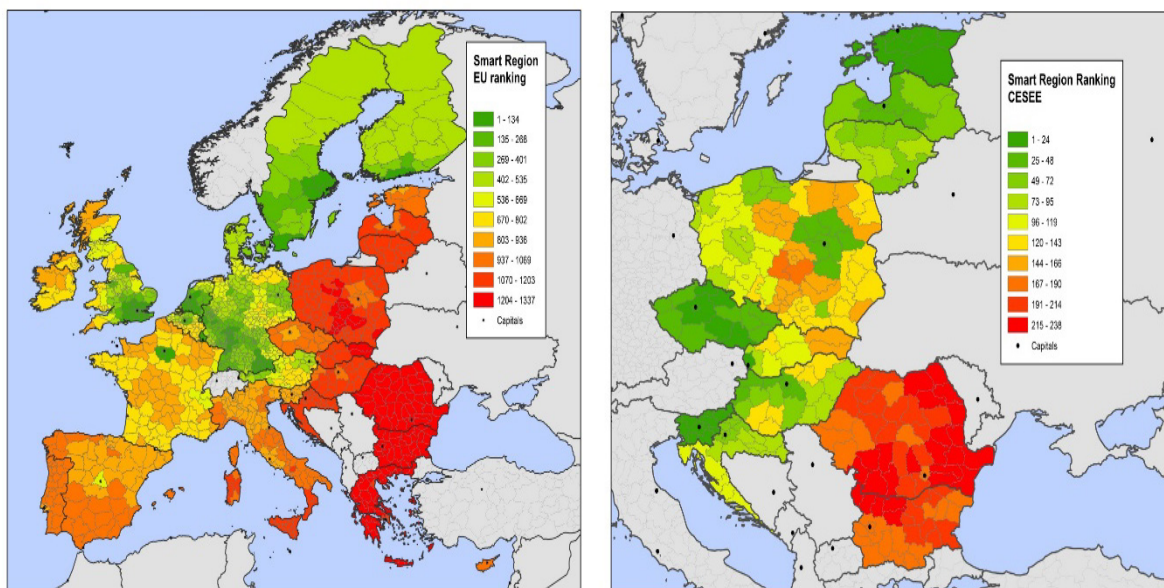 Smart Region
EU ranking
1 - 134
135 - 268
269 - 401
402 - 535
536 - 669
670 - 802
803 - 936
937 - 1069
1070 - 1203
1204 - 1337
Capitals
Smart Region Ranking
CESEE
1 - 24
25 - 48
49 - 72
73 - 95
96 - 119
120 - 143
144 - 166
167 - 190
191 - 214
215 - 238
Capitals